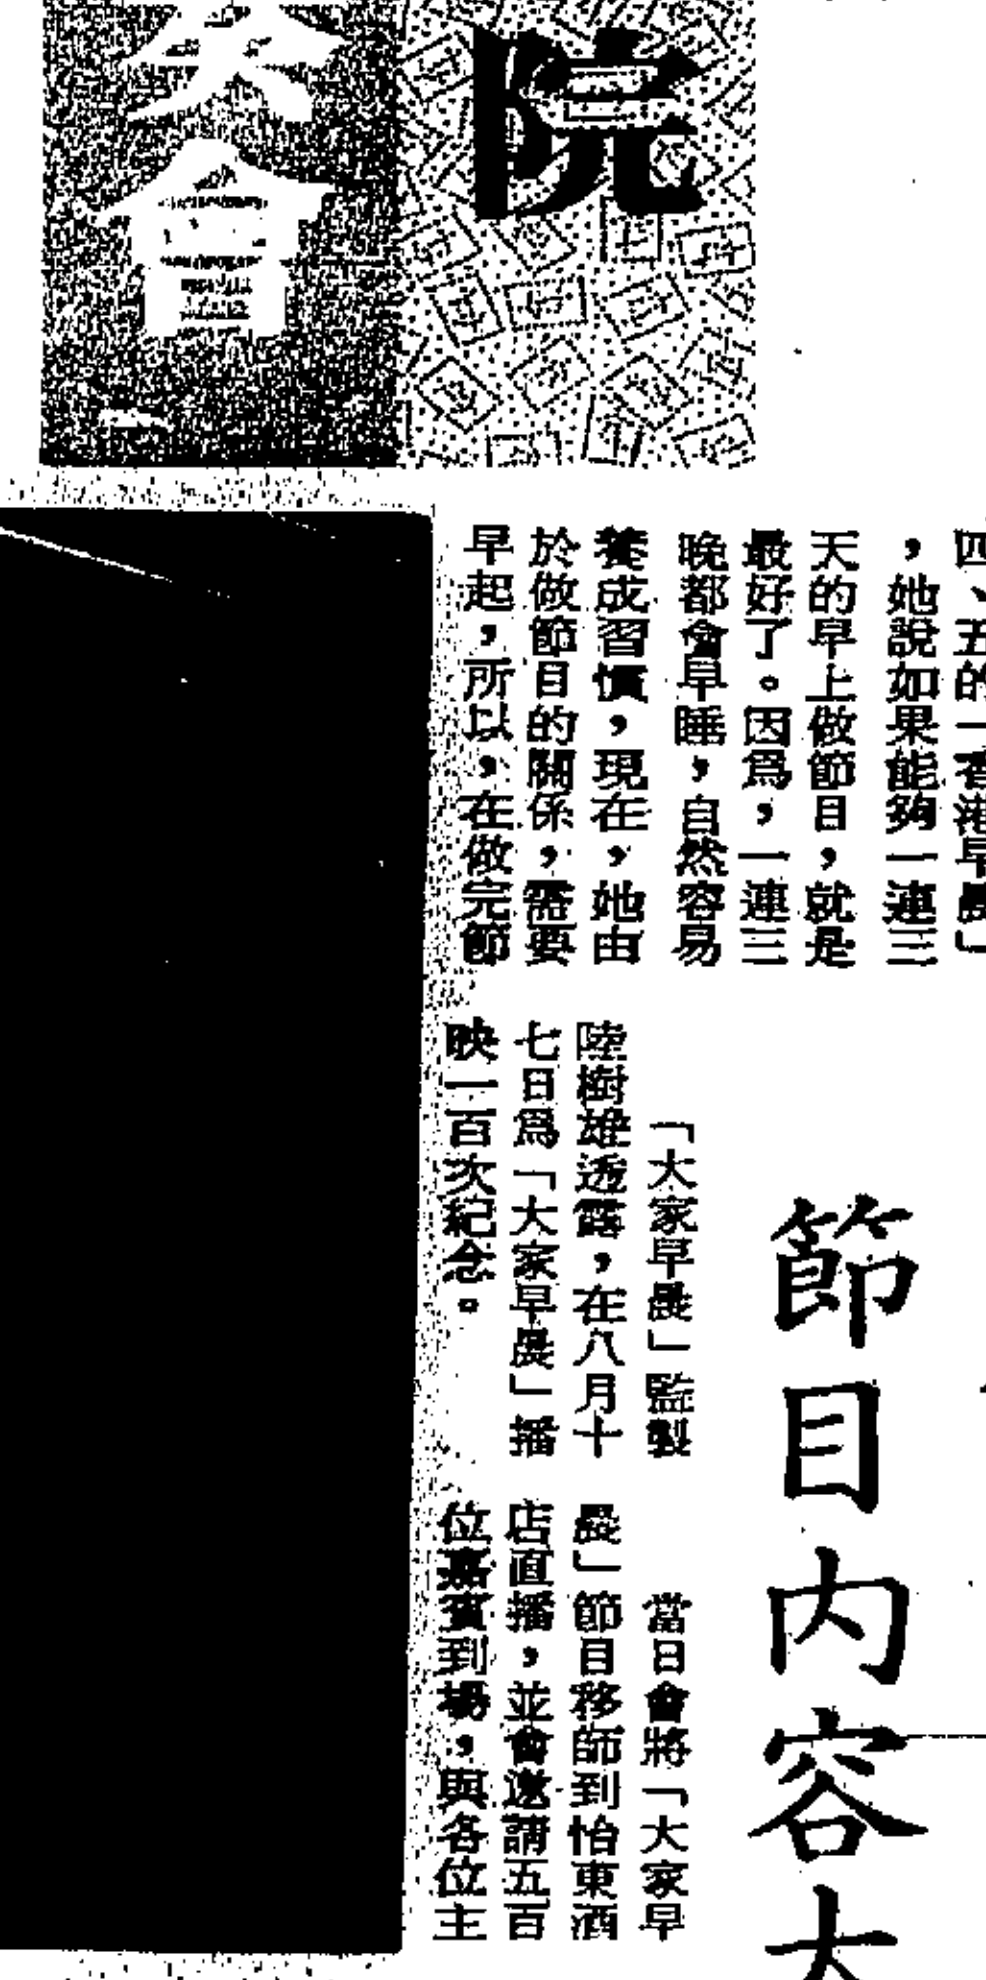 院
會
四、五的「香港早晨」
，她說如果能夠一連三
天的早上做節目，就是
最好了。因爲，一連三
晚都會早睡，自然容易
養成習慣，現在，她由
於做節目的關係，需要
早起，所以，在做完節
節目內容大
「大家早晨」監製
陸樹雄透露，在八月十
七日爲「大家早晨」播
映一百次紀念。
當日會將「大家早
晨」節目移師到怡東酒
店直播，並會邀請五百
位嘉賓到場，與各位主